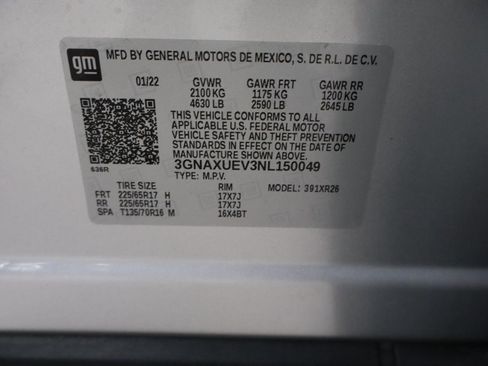 gm
MFD BY GENERAL MOTORS DE MEXICO, S. DE R.L. DE C.V.
01/22 GVWR GAWR FRT GAWR RR
2100 KG 1175 KG 1200 KG
4630 LB 2590 LB 2645 LB
THIS VEHICLE CONFORMS TO ALL
APPLICABLE U.S. FEDERAL MOTOR
VEHICLE SAFETY AND THEFT PREVENTION
STANDARDS IN EFFECT ON THE DATE OF
MANUFACTURE SHOWN ABOVE.
3GNAXUEV3NL150049
TYPE: M.P.V.
636R
TIRE SIZE RIM MODEL: 391XR26
FRT 225/65R17 H 17X7J
RR 225/65R17 H 17X7J
SPA T135/70R16 M 16X4BT